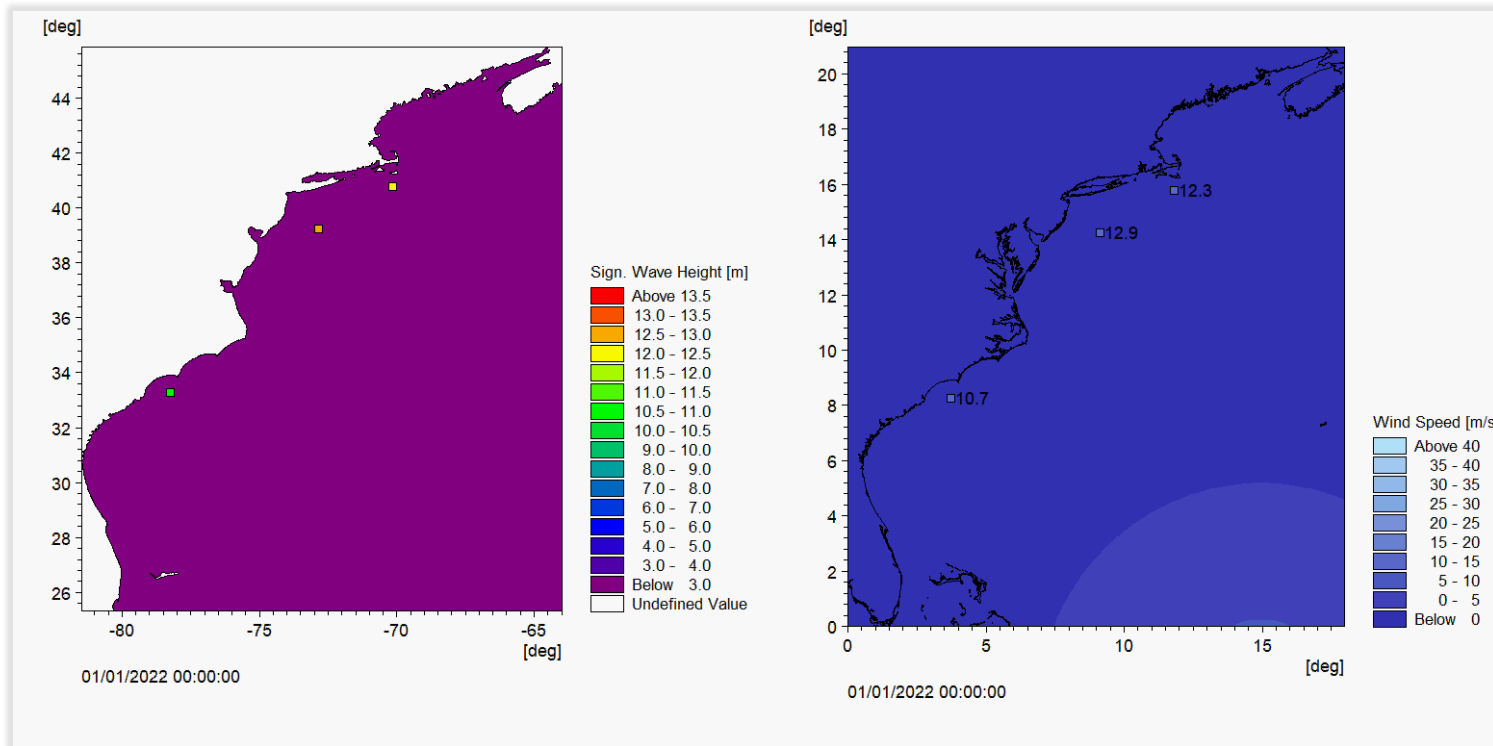 [deg]
44
42
40
38
36
34
32
30
28
26
-80
-75
-70
-65
[deg]
01/01/2022 00:00:00
Sign. Wave Height [m]
Above 13.5
13.0 - 13.5
12.5 - 13.0
12.0 - 12.5
11.5 - 12.0
11.0 - 11.5
10.5 - 11.0
10.0 - 10.5
9.0 - 10.0
8.0 - 9.0
7.0 - 8.0
6.0 - 7.0
5.0 - 6.0
4.0 - 5.0
3.0 - 4.0
Below 3.0
Undefined Value
[deg]
20
18
16
14
12
10
8
6
4
2
0
12.3
12.9
10.7
0
5
10
15
[deg]
01/01/2022 00:00:00
Wind Speed [m/s
Above 40
35 - 40
30 - 35
25 - 30
20 - 25
15 - 20
10 - 15
5 - 10
0 - 5
Below 0